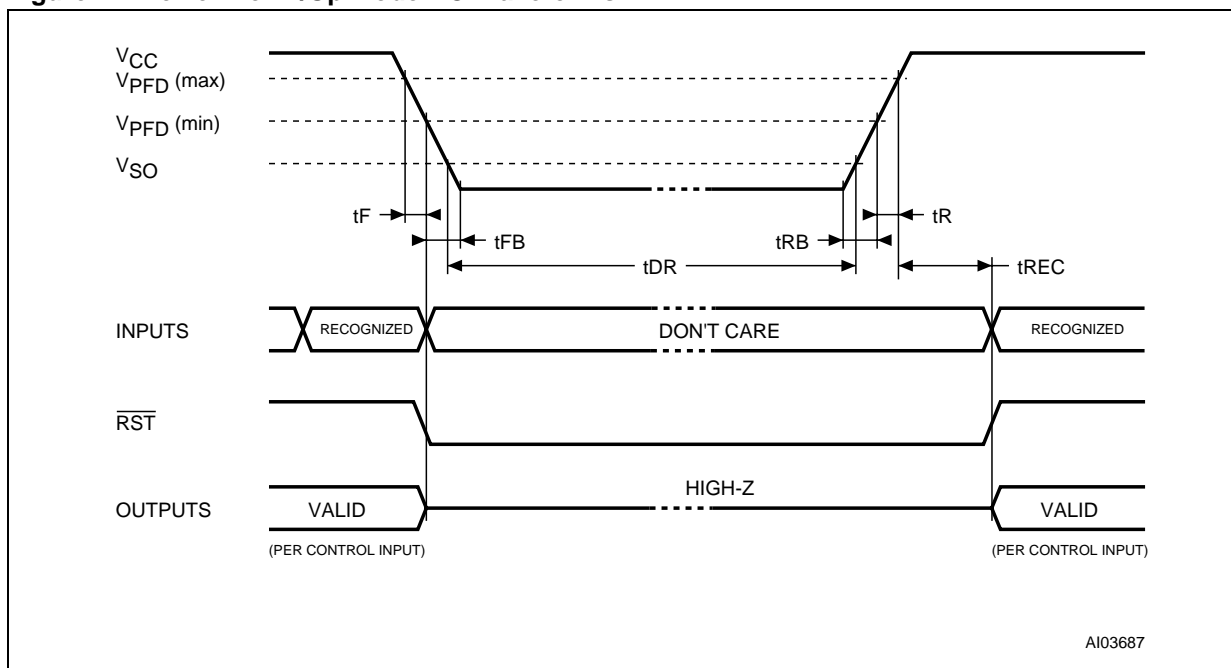 VCC
VPFD (max)
VPFD (min)
VSO
tF
tFB
tDR
tRB
tR
tREC
INPUTS
RECOGNIZED
DON'T CARE
RECOGNIZED
RST
HIGH-Z
OUTPUTS
VALID
VALID
(PER CONTROL INPUT)
(PER CONTROL INPUT)
AI03687